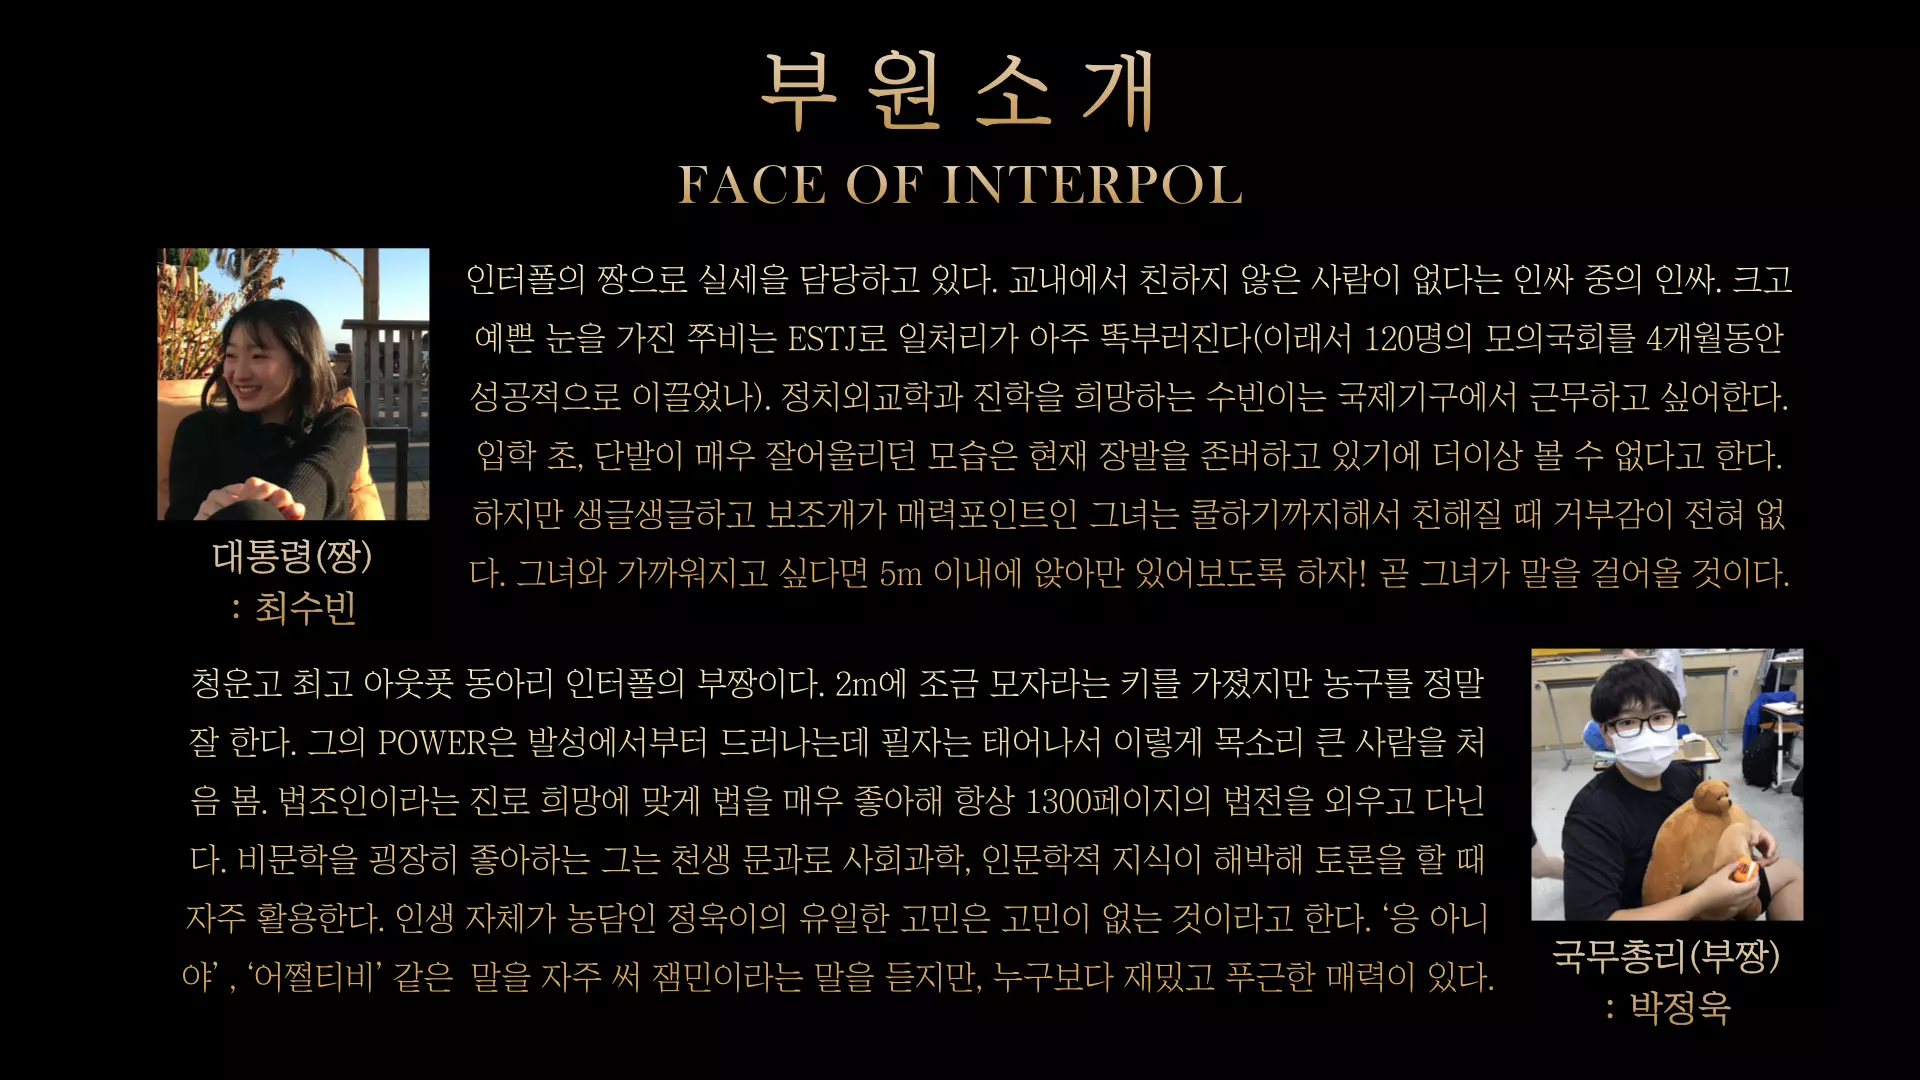 부원소개
FACE OF INTERPOL
인터폴의 짱으로 실세을 담당하고 있다. 교내에서 친하지 않은 사람이 없다는 인싸 중의 인싸. 크고
예쁜 눈을 가진 쭈비는 ESTJ로 일처리가 아주 똑부러진다(이래서 120명의 모의국회를 4개월동안
성공적으로 이끌었나). 정치외교학과 진학을 희망하는 수빈이는 국제기구에서 근무하고 싶어한다.
입학 초, 단발이 매우 잘어울리던 모습은 현재 장발을 존버하고 있기에 더이상 볼 수 없다고 한다.
하지만 생글생글하고 보조개가 매력포인트인 그녀는 쿨하기까지해서 친해질 때 거부감이 전혀 없
다. 그녀와 가까워지고 싶다면 5m 이내에 앉아만 있어보도록 하자! 곧 그녀가 말을 걸어올 것이다.
대통령(짱)
: 최수빈
청운고 최고 아웃풋 동아리 인터폴의 부짱이다. 2m에 조금 모자라는 키를 가졌지만 농구를 정말
잘 한다. 그의 POWER은 발성에서부터 드러나는데 필자는 태어나서 이렇게 목소리 큰 사람을 처
음 봄. 법조인이라는 진로 희망에 맞게 법을 매우 좋아해 항상 1300페이지의 법전을 외우고 다닌
다. 비문학을 굉장히 좋아하는 그는 천생 문과로 사회과학, 인문학적 지식이 해박해 토론을 할 때
자주 활용한다. 인생 자체가 농담인 정욱이의 유일한 고민은 고민이 없는 것이라고 한다. ‘응 아니
야’ , ‘어쩔티비’ 같은 말을 자주 써 잼민이라는 말을 듣지만, 누구보다 재밌고 푸근한 매력이 있다.
국무총리(부짱)
: 박정욱